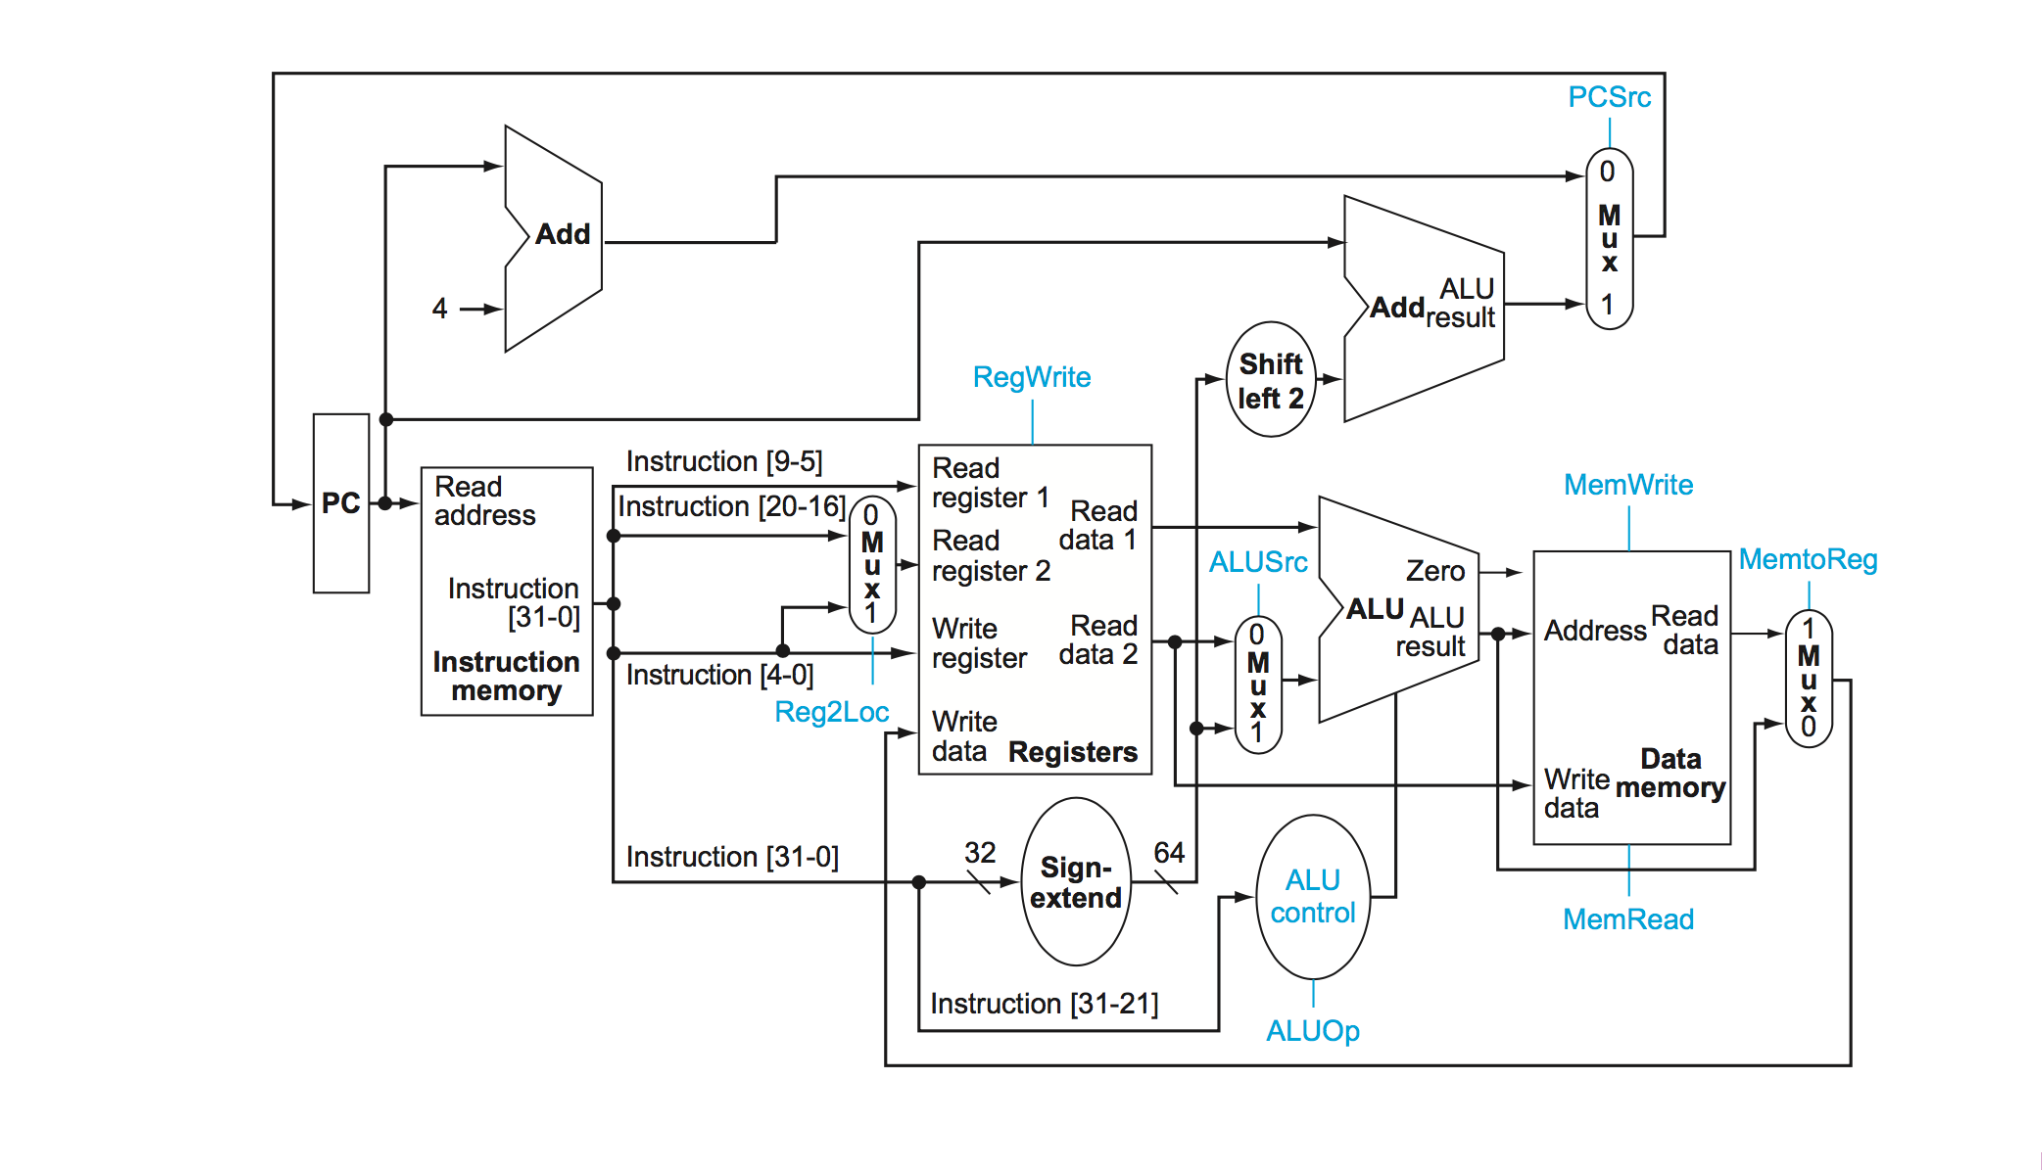 PCSrc
0
M
u
x
1
Add
4
Add
ALU
result
Shift
left 2
RegWrite
PC
Read
address
Instruction
[31-0]
Instruction
memory
Instruction [9-5]
Instruction [20-16]
Instruction [4-0]
0
M
u
x
1
Reg2Loc
Read
register 1
Read
register 2
Write
register
Write
data
Read
data 1
Read
data 2
Registers
ALUSrc
0
M
u
x
1
Zero
ALU
ALU
result
MemWrite
Address
Read
data
Write
data
Data
memory
MemRead
MemtoReg
1
M
u
x
0
Instruction [31-0]
32
Sign-
extend
64
ALU
control
Instruction [31-21]
ALUOp